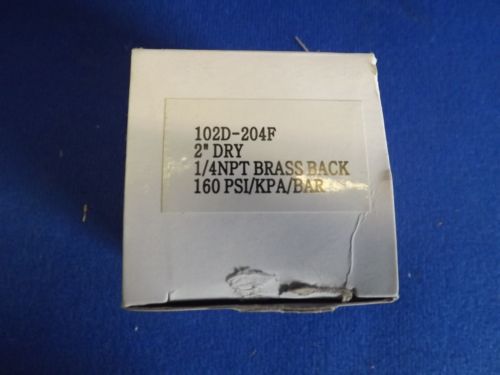 102D-204F
2" DRY
1/4NPT BRASS BACK
160 PSI/KPA/BAR